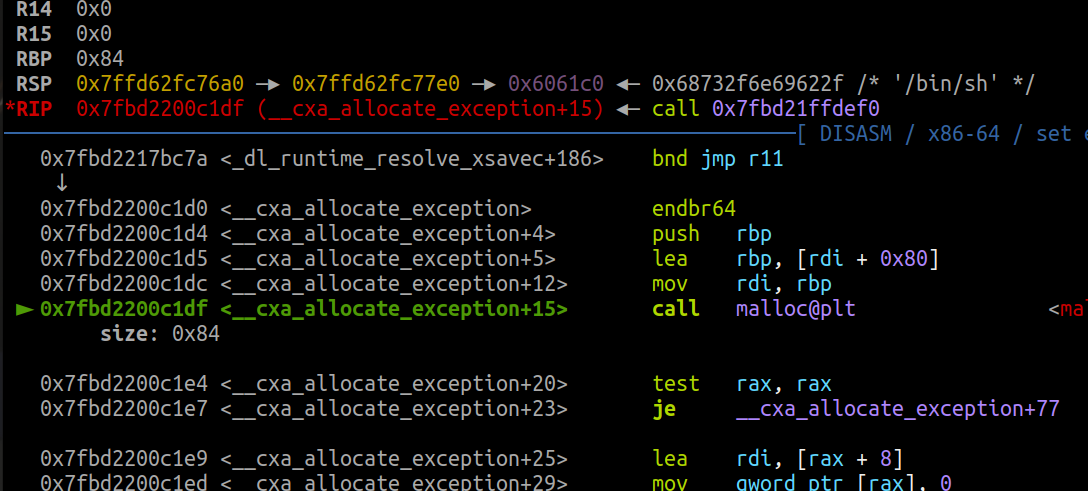 R14 0x0
R15 0x0
RBP 0x84
RSP 0x7ffd62fc76a0 —▸ 0x7ffd62fc77e0 —▸ 0x6061c0 ◂— 0x68732f6e69622f /* '/bin/sh' */
*RIP 0x7fbd2200c1df (__cxa_allocate_exception+15) ◂— call 0x7fbd21ffdef0
[ DISASM / x86-64 / set
0x7fbd2217bc7a <_dl_runtime_resolve_xsavec+186> bnd jmp r11
↓
0x7fbd2200c1d0 <__cxa_allocate_exception> endbr64
0x7fbd2200c1d4 <__cxa_allocate_exception+4> push rbp
0x7fbd2200c1d5 <__cxa_allocate_exception+5> lea rbp, [rdi + 0x80]
0x7fbd2200c1dc <__cxa_allocate_exception+12> mov rdi, rbp
► 0x7fbd2200c1df <__cxa_allocate_exception+15> call malloc@plt <ma
size: 0x84
0x7fbd2200c1e4 <__cxa_allocate_exception+20> test rax, rax
0x7fbd2200c1e7 <__cxa_allocate_exception+23> je __cxa_allocate_exception+77
0x7fbd2200c1e9 <__cxa_allocate_exception+25> lea rdi, [rax + 8]
0x7fbd2200c1ed <__cxa_allocate_exception+29> mov qword ptr [rax], 0